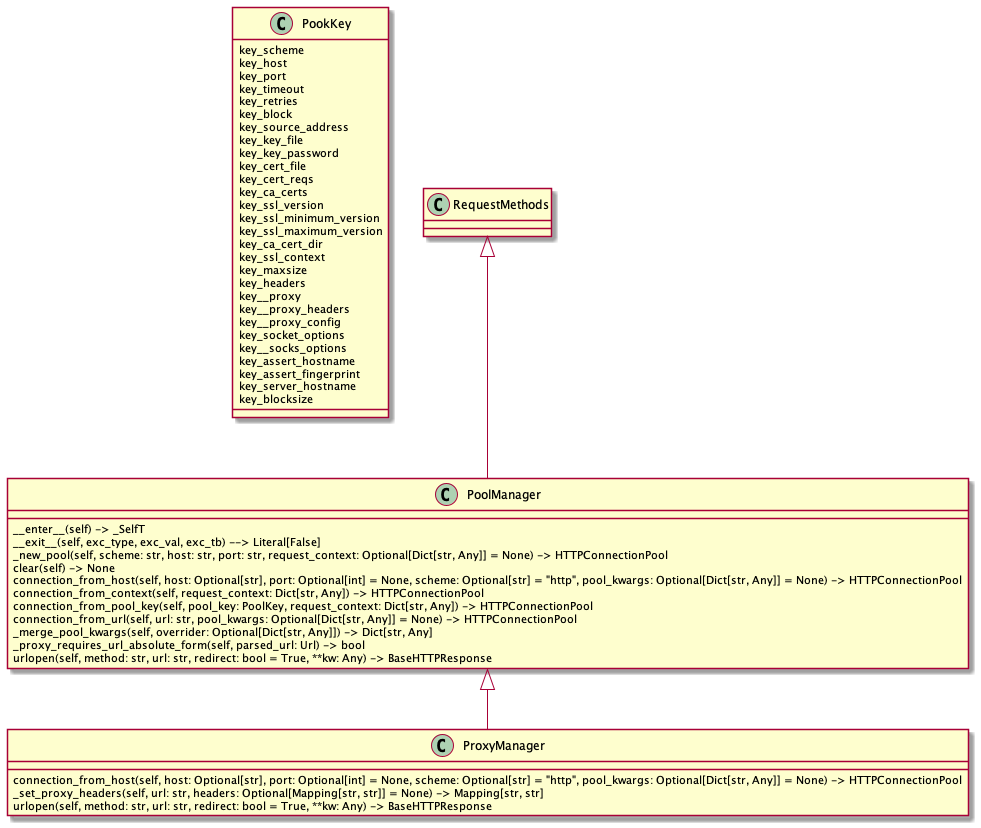 C PookKey
key_scheme
key_host
key_port
key_timeout
key_retries
key_block
key_source_address
key_key_file
key_key_password
key_cert_file
key_cert_reqs
key_ca_certs
key_ssl_version
key_ssl_minimum_version
key_ssl_maximum_version
key_ca_cert_dir
key_ssl_context
key_maxsize
key_headers
key__proxy
key__proxy_headers
key__proxy_config
key_socket_options
key__socks_options
key_assert_hostname
key_assert_fingerprint
key_server_hostname
key_blocksize
C RequestMethods
C PoolManager
__enter__(self) -> _SelfT
__exit__(self, exc_type, exc_val, exc_tb) --> Literal[False]
_new_pool(self, scheme: str, host: str, port: str, request_context: Optional[Dict[str, Any]] = None) -> HTTPConnectionPool
clear(self) -> None
connection_from_host(self, host: Optional[str], port: Optional[int] = None, scheme: Optional[str] = "http", pool_kwargs: Optional[Dict[str, Any]] = None) -> HTTPConnectionPool
connection_from_context(self, request_context: Dict[str, Any]) -> HTTPConnectionPool
connection_from_pool_key(self, pool_key: PoolKey, request_context: Dict[str, Any]) -> HTTPConnectionPool
connection_from_url(self, url: str, pool_kwargs: Optional[Dict[str, Any]] = None) -> HTTPConnectionPool
_merge_pool_kwargs(self, overrider: Optional[Dict[str, Any]]) -> Dict[str, Any]
_proxy_requires_url_absolute_form(self, parsed_url: Url) -> bool
urlopen(self, method: str, url: str, redirect: bool = True, **kw: Any) -> BaseHTTPResponse
C ProxyManager
connection_from_host(self, host: Optional[str], port: Optional[int] = None, scheme: Optional[str] = "http", pool_kwargs: Optional[Dict[str, Any]] = None) -> HTTPConnectionPool
_set_proxy_headers(self, url: str, headers: Optional[Mapping[str, str]] = None) -> Mapping[str, str]
urlopen(self, method: str, url: str, redirect: bool = True, **kw: Any) -> BaseHTTPResponse